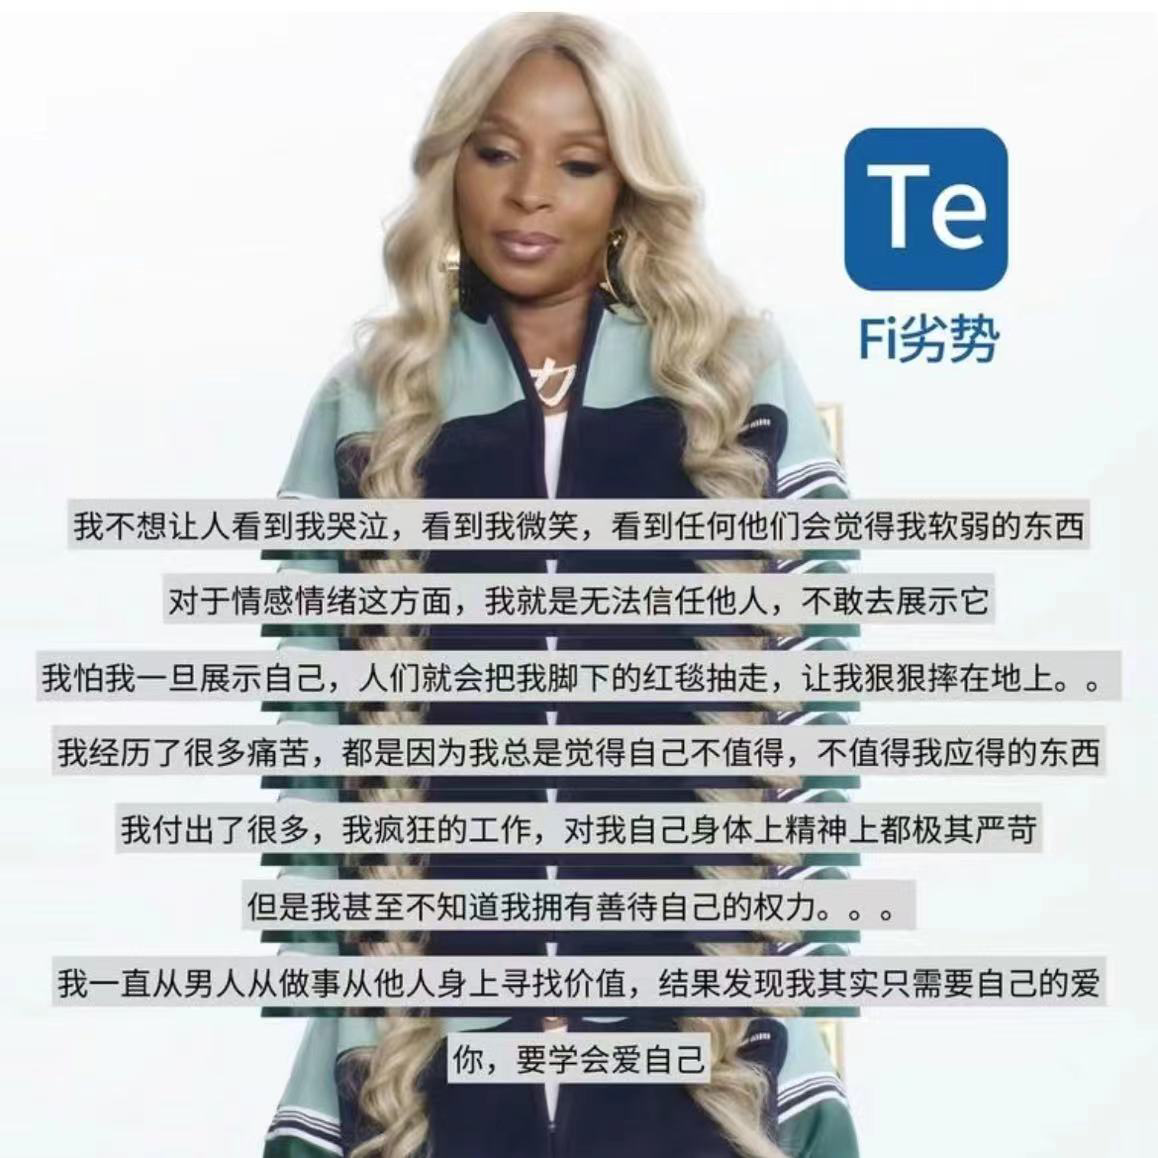 Te
Fi劣势
我不想让人看到我哭泣，看到我微笑，看到任何他们会觉得我软弱的东西
对于情感情绪这方面，我就是无法信任他人，不敢去展示它
我怕我一旦展示自己，人们就会把我脚下的红毯抽走，让我狠狠摔在地上。。
我经历了很多痛苦，都是因为我总是觉得自己不值得，不值得我应得的东西
我付出了很多，我疯狂的工作，对我自己身体上精神上都极其严苛
但是我甚至不知道我拥有善待自己的权力。。。
我一直从男人从做事从他人身上寻找价值，结果发现我其实只需要自己的爱
你，要学会爱自己